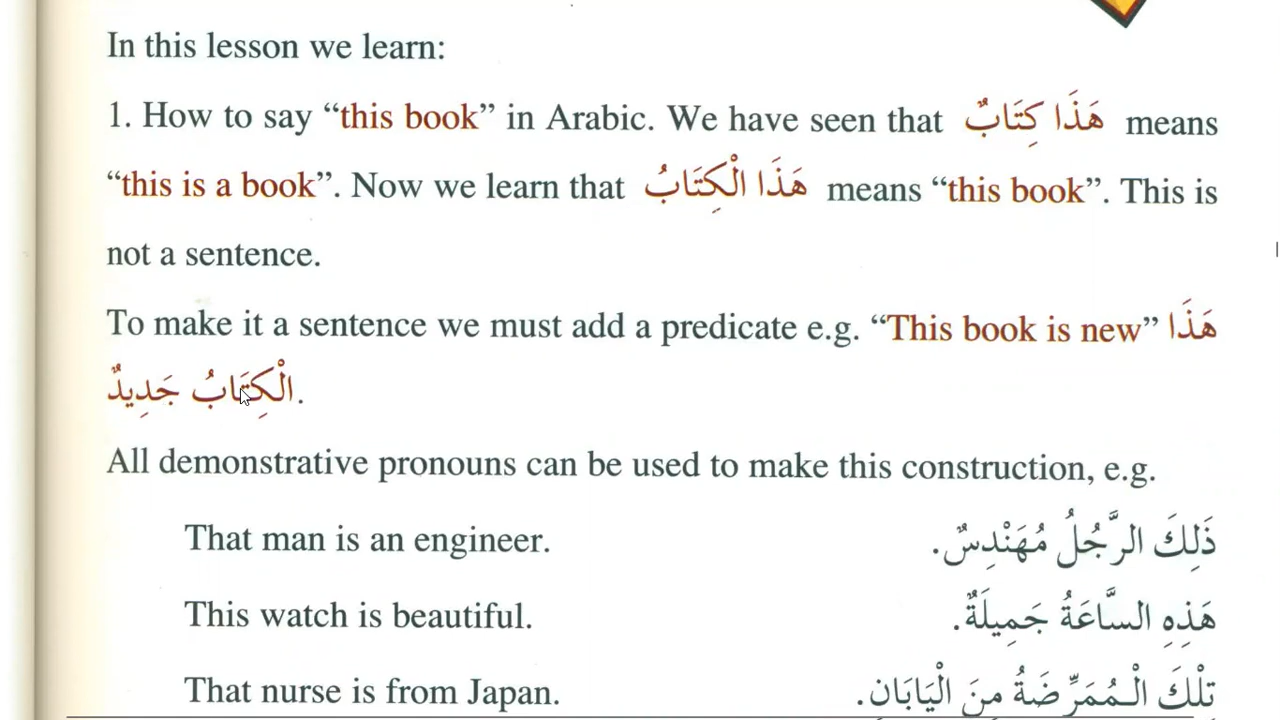 In this lesson we learn:
1. How to say “this book” in Arabic. We have seen that هَذَا كِتَابٌ means
“this is a book”. Now we learn that هَذَا الْكِتَابُ means “this book”. This is
not a sentence.
To make it a sentence we must add a predicate e.g. “This book is new” هَذَا
الْكِتَابُ جَدِيدٌ.
All demonstrative pronouns can be used to make this construction, e.g.
That man is an engineer. ذَلِكَ الرَّجُلُ مُهَنْدِسٌ.
This watch is beautiful. هَذِهِ السَّاعَةُ جَمِيلَةٌ.
That nurse is from Japan. تِلْكَ الْمُمَرِّضَةُ مِنَ الْيَابَانِ.